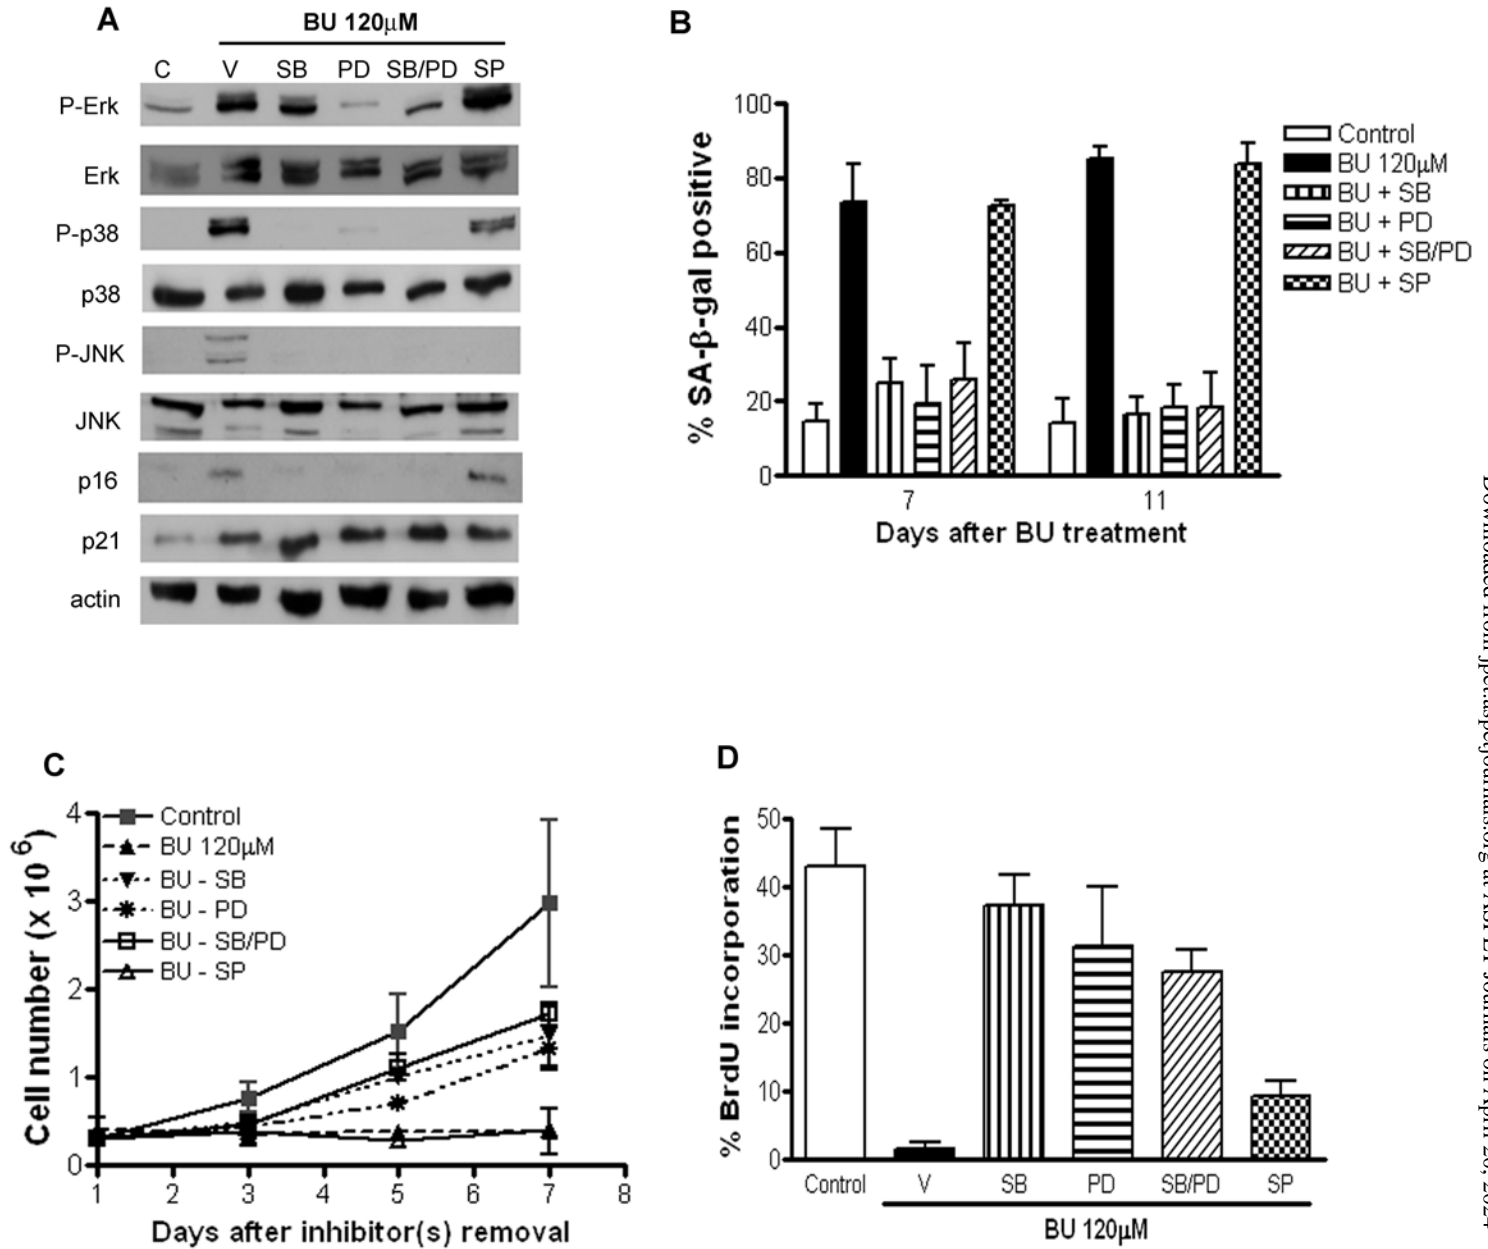 A
BU 120μM
C V SB PD SB/PD SP
P-Erk
Erk
P-p38
p38
P-JNK
JNK
p16
p21
actin
B
% SA-β-gal positive
100
80
60
40
20
0
7 11
Days after BU treatment
Control
BU 120μM
BU + SB
BU + PD
BU + SB/PD
BU + SP
C
Cell number (x 10 6)
4
3
2
1
0
1 2 3 4 5 6 7 8
Days after inhibitor(s) removal
Control
BU 120μM
BU - SB
BU - PD
BU - SB/PD
BU - SP
D
% BrdU incorporation
50
40
30
20
10
0
Control V SB PD SB/PD SP
BU 120μM